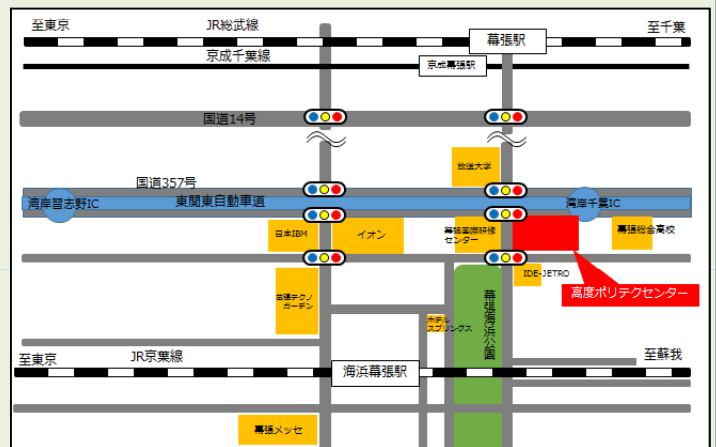 至東京
JR総武線
至千葉
幕張駅
京成千葉線
京成幕張駅
国道14号
放送大学
国道357号
湾岸習志野IC
東関東自動車道
湾岸千葉IC
日本IBM
イオン
幕張国際研修
センター
幕張総合高校
IDE-JETRO
高度ポリテクセンター
幕張テクノ
ガーデン
ホテル
スプリングス
幕張海浜公園
至東京
JR京葉線
海浜幕張駅
至蘇我
幕張メッセ